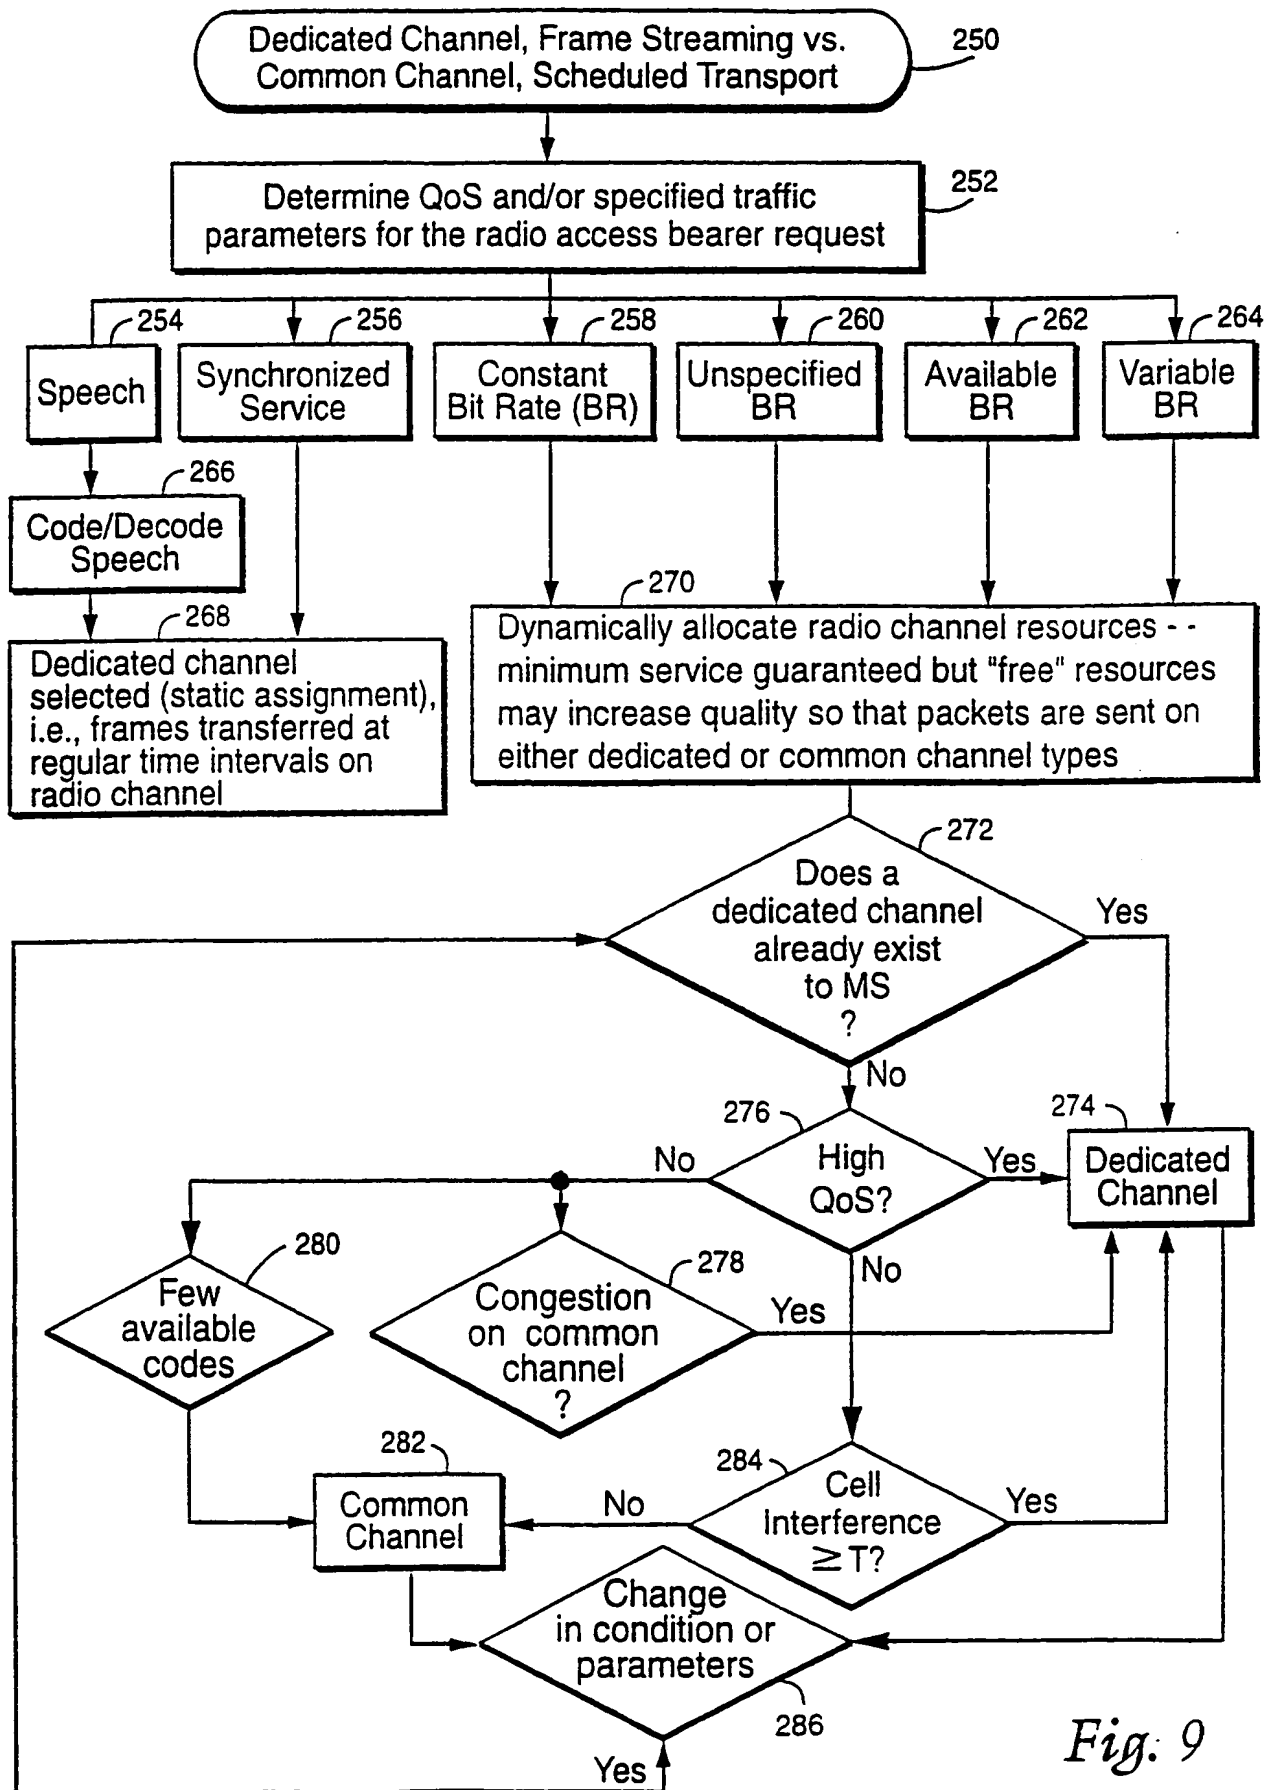 Dedicated Channel, Frame Streaming vs.
Common Channel, Scheduled Transport
250
Determine QoS and/or specified traffic
parameters for the radio access bearer request
252
254
256
258
260
262
264
Speech
Synchronized
Service
Constant
Bit Rate (BR)
Unspecified
BR
Available
BR
Variable
BR
266
Code/Decode
Speech
268
Dedicated channel
selected (static assignment),
i.e., frames transferred at
regular time intervals on
radio channel
270
Dynamically allocate radio channel resources - -
minimum service guaranteed but "free" resources
may increase quality so that packets are sent on
either dedicated or common channel types
272
Does a
dedicated channel
already exist
to MS
?
Yes
No
276
High
QoS?
No
Yes
No
274
Dedicated
Channel
280
Few
available
codes
278
Congestion
on common
channel
?
Yes
282
Common
Channel
284
Cell
Interference
≥ T?
No
Yes
Change
in condition or
parameters
286
Yes
Fig. 9